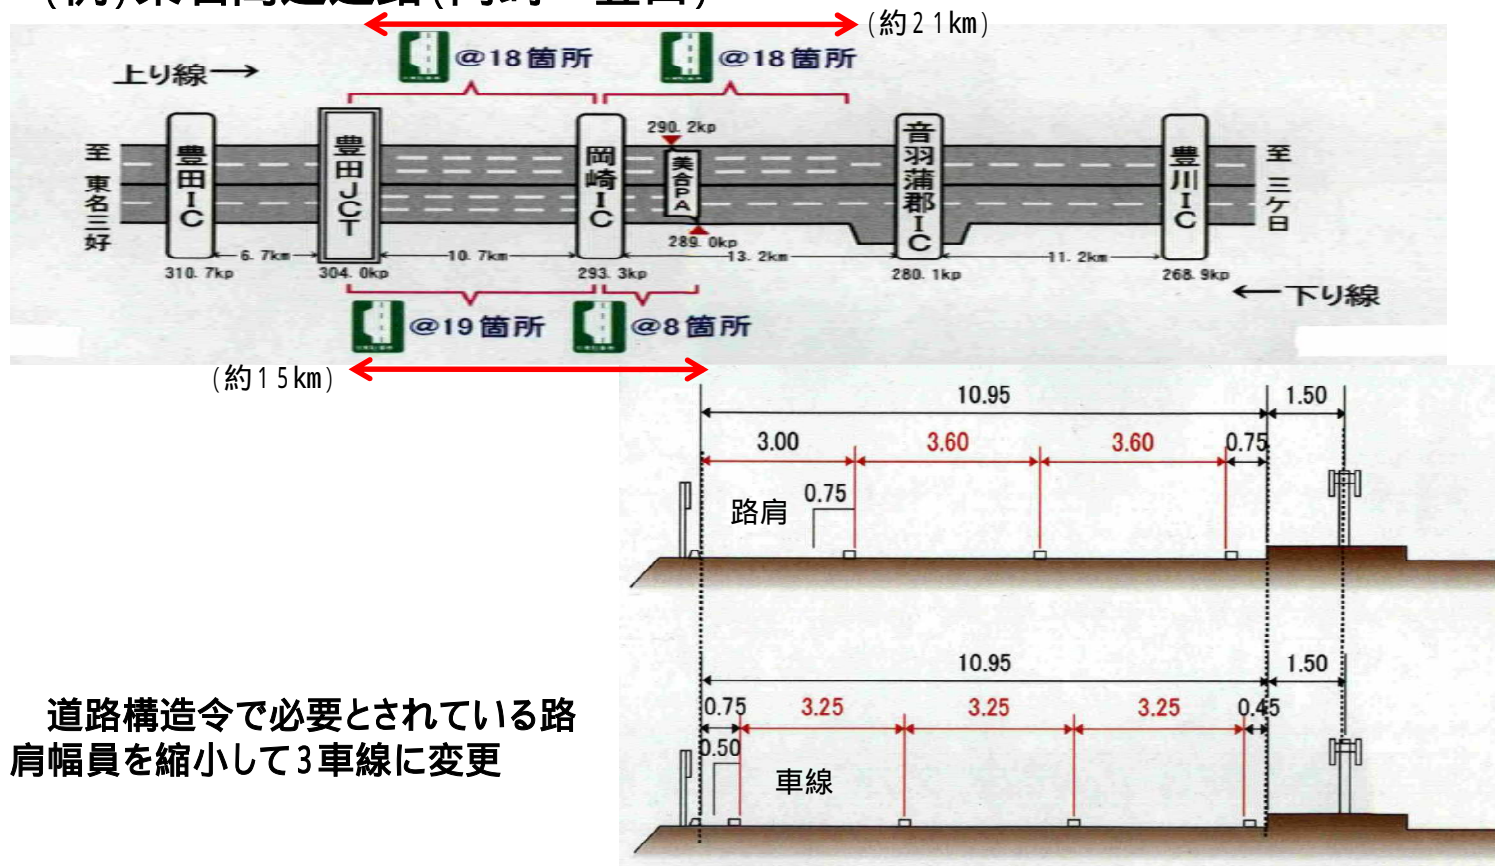 (約21km)
@18箇所
@18箇所
上り線→
290.2kp
至 東名三好
豊田IC
豊田JCT
岡崎IC
美合PA
音羽蒲郡IC
豊川IC
至 三ケ日
289.0kp
6.7km
10.7km
13.2km
11.2km
310.7kp
304.0kp
293.3kp
280.1kp
268.9kp
←下り線
@19箇所
@8箇所
(約15km)
10.95
1.50
3.00
3.60
3.60
0.75
0.75
路肩
10.95
1.50
0.75
3.25
3.25
3.25
0.45
0.50
車線
道路構造令で必要とされている路
肩幅員を縮小して3車線に変更